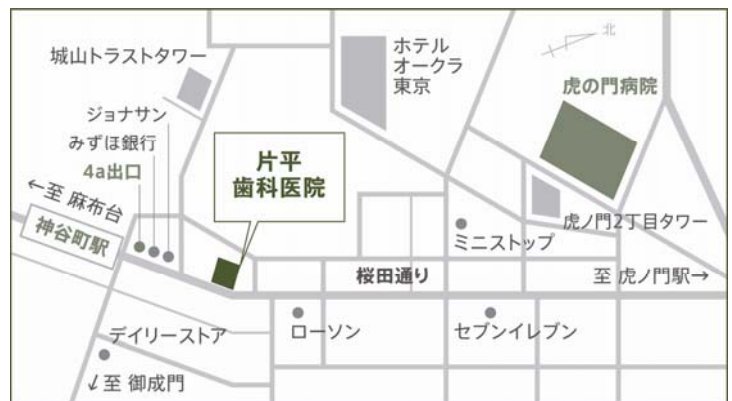 北
ホテル
オークラ
東京
城山トラストタワー
虎の門病院
ジョナサン
みずほ銀行
4a出口
片平
歯科医院
←至 麻布台
神谷町駅
虎ノ門2丁目タワー
ミニストップ
桜田通り
至 虎ノ門駅→
デイリーストア
ローソン
セブンイレブン
↙至 御成門